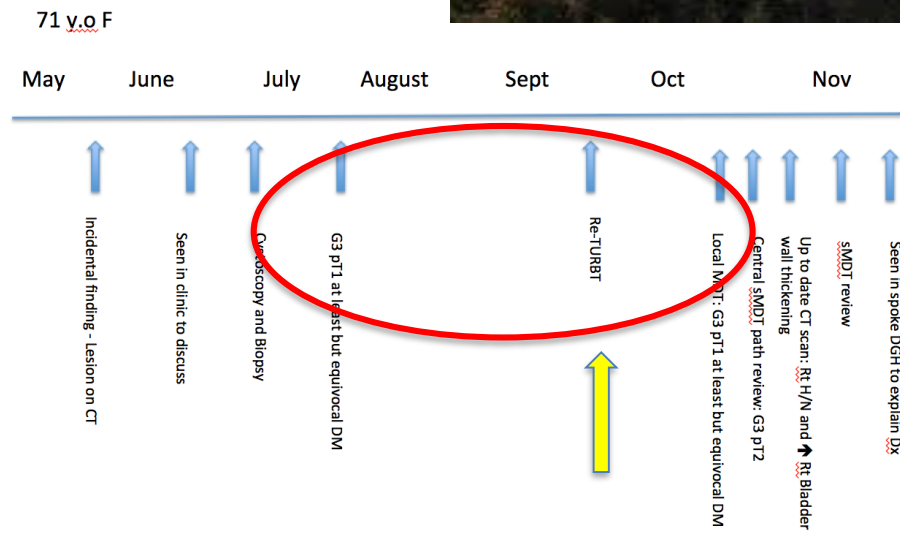 71 y.o F
May June July August Sept Oct Nov
Incidental finding - Lesion on CT
Seen in clinic to discuss
Cystoscopy and Biopsy
G3 pT1 at least but equivocal DM
Re-TURBT
Local MDT: G3 pT1 at least but equivocal DM
Central sMDT path review: G3 pT2
Up to date CT scan: Rt H/N and ➔ Rt Bladder
wall thickening
sMDT review
Seen in spoke DGH to explain Dx